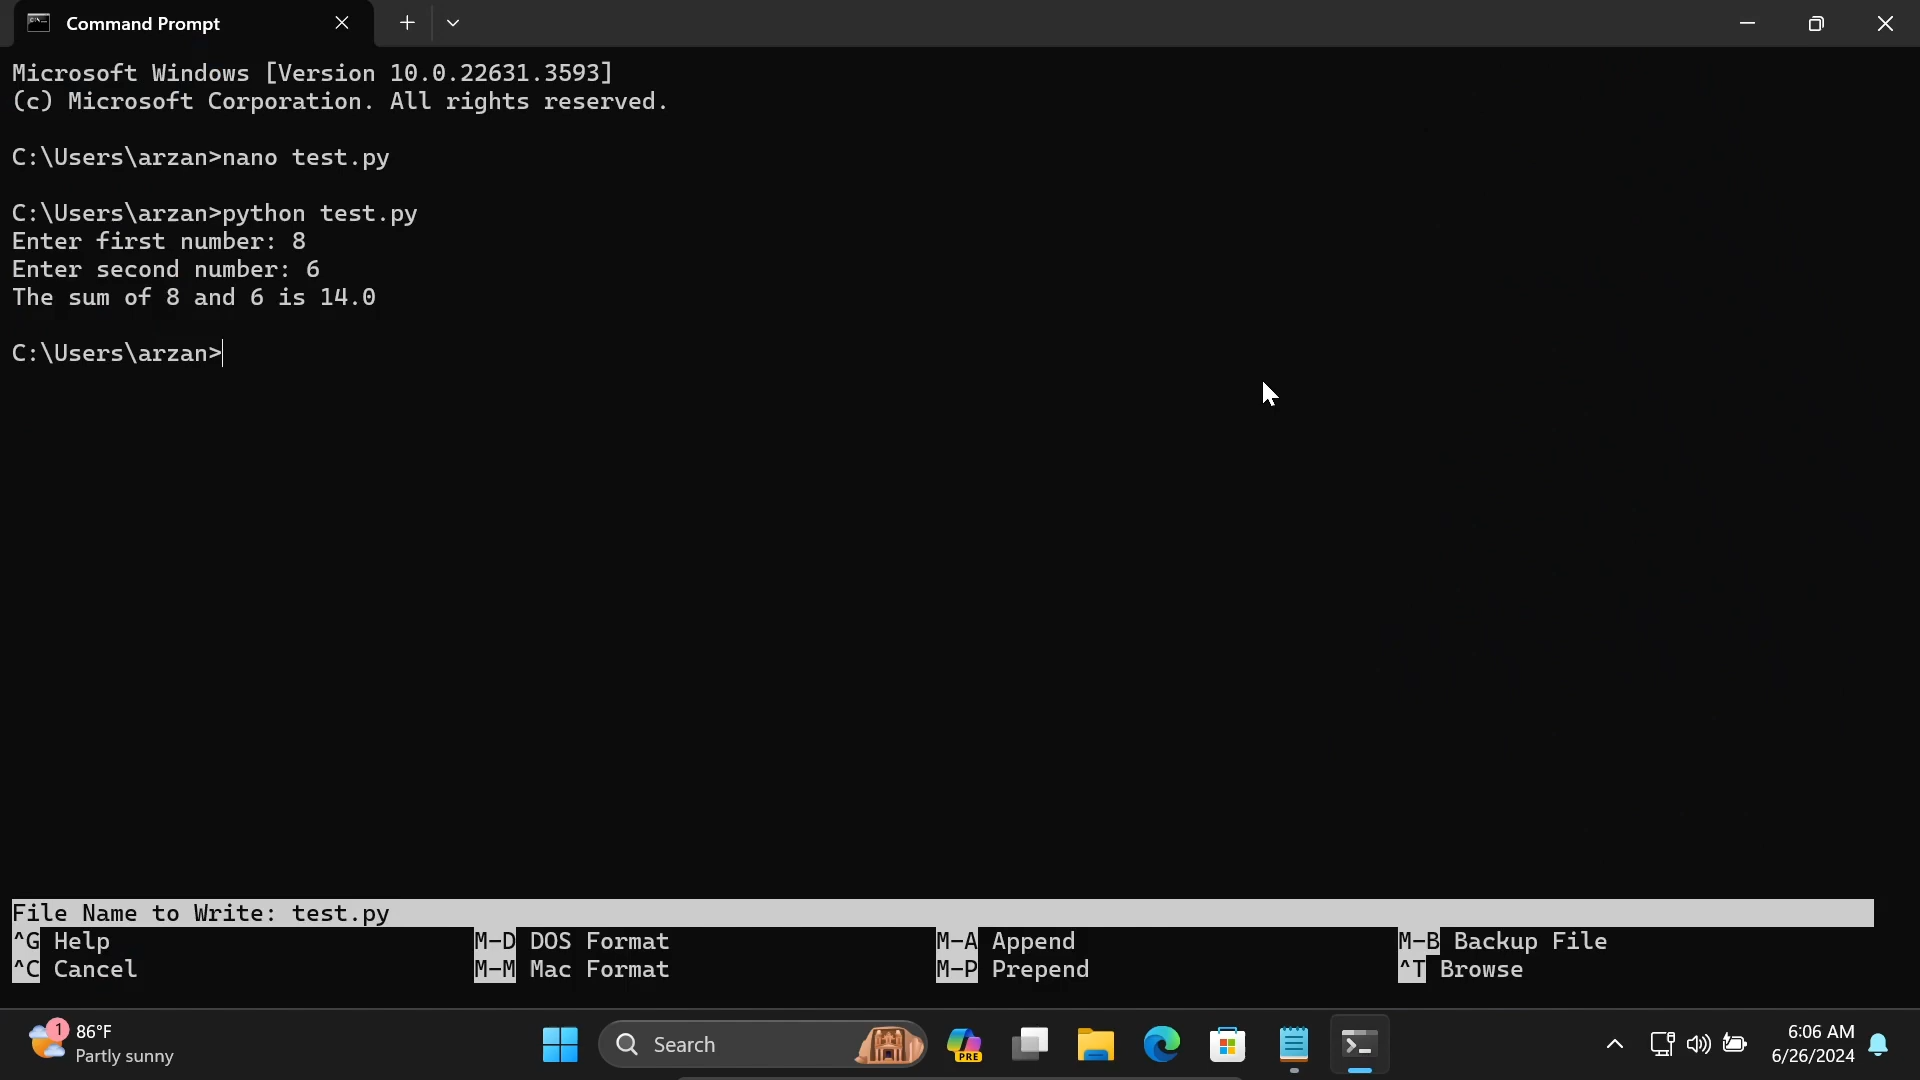 Command Prompt
Microsoft Windows [Version 10.0.22631.3593]
(c) Microsoft Corporation. All rights reserved.
C:\Users\arzan>nano test.py
C:\Users\arzan>python test.py
Enter first number: 8
Enter second number: 6
The sum of 8 and 6 is 14.0
C:\Users\arzan>
File Name to Write: test.py
^G Help M-D DOS Format M-A Append M-B Backup File
^C Cancel M-M Mac Format M-P Prepend ^T Browse
1 86°F
Partly sunny
Search
PRE
6:06 AM
6/26/2024